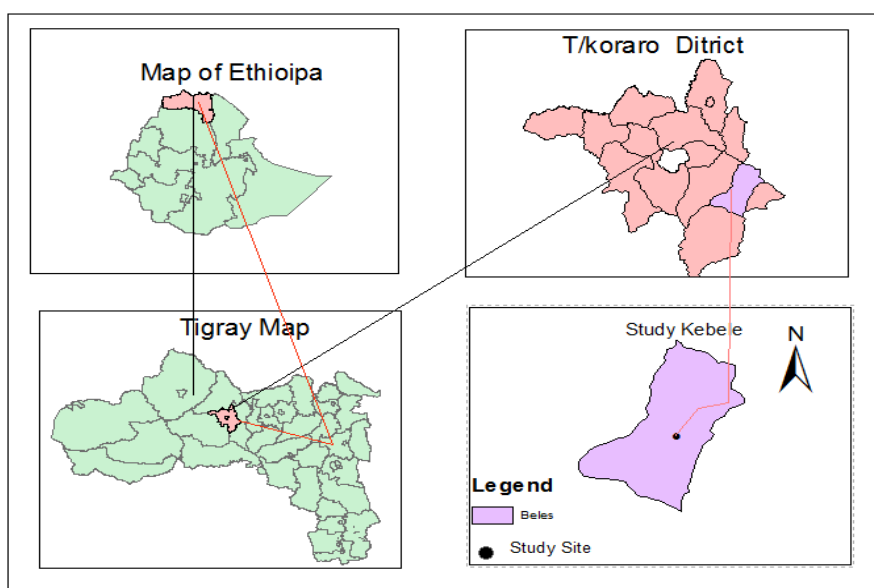 Map of Ethioipa
T/koraro Ditrict
Tigray Map
Study Kebele
N
Legend
Beles
Study Site